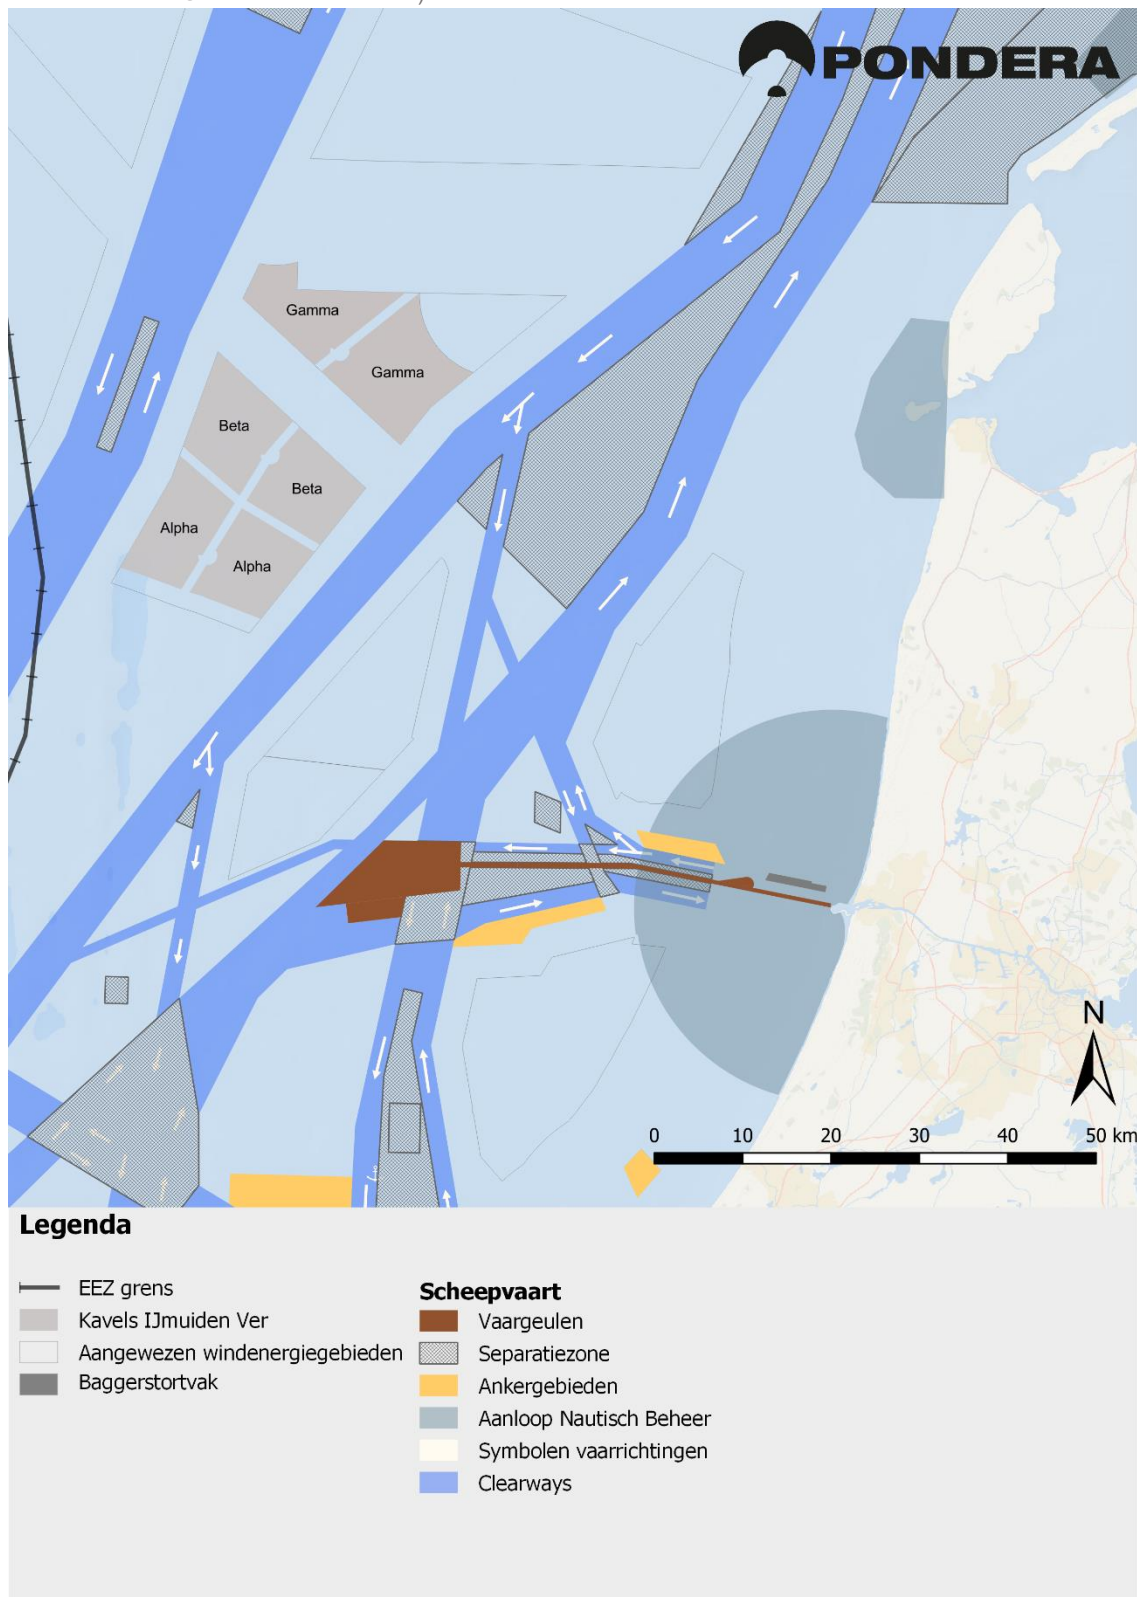 PONDERA
Gamma
Gamma
Beta
Beta
Alpha
Alpha
N
0 10 20 30 40 50 km
Legenda
EEZ grens
Kavels IJmuiden Ver
Aangewezen windenergiegebieden
Baggerstortvak
Scheepvaart
Vaargeulen
Separatiezone
Ankergebieden
Aanloop Nautisch Beheer
Symbolen vaarrichtingen
Clearways